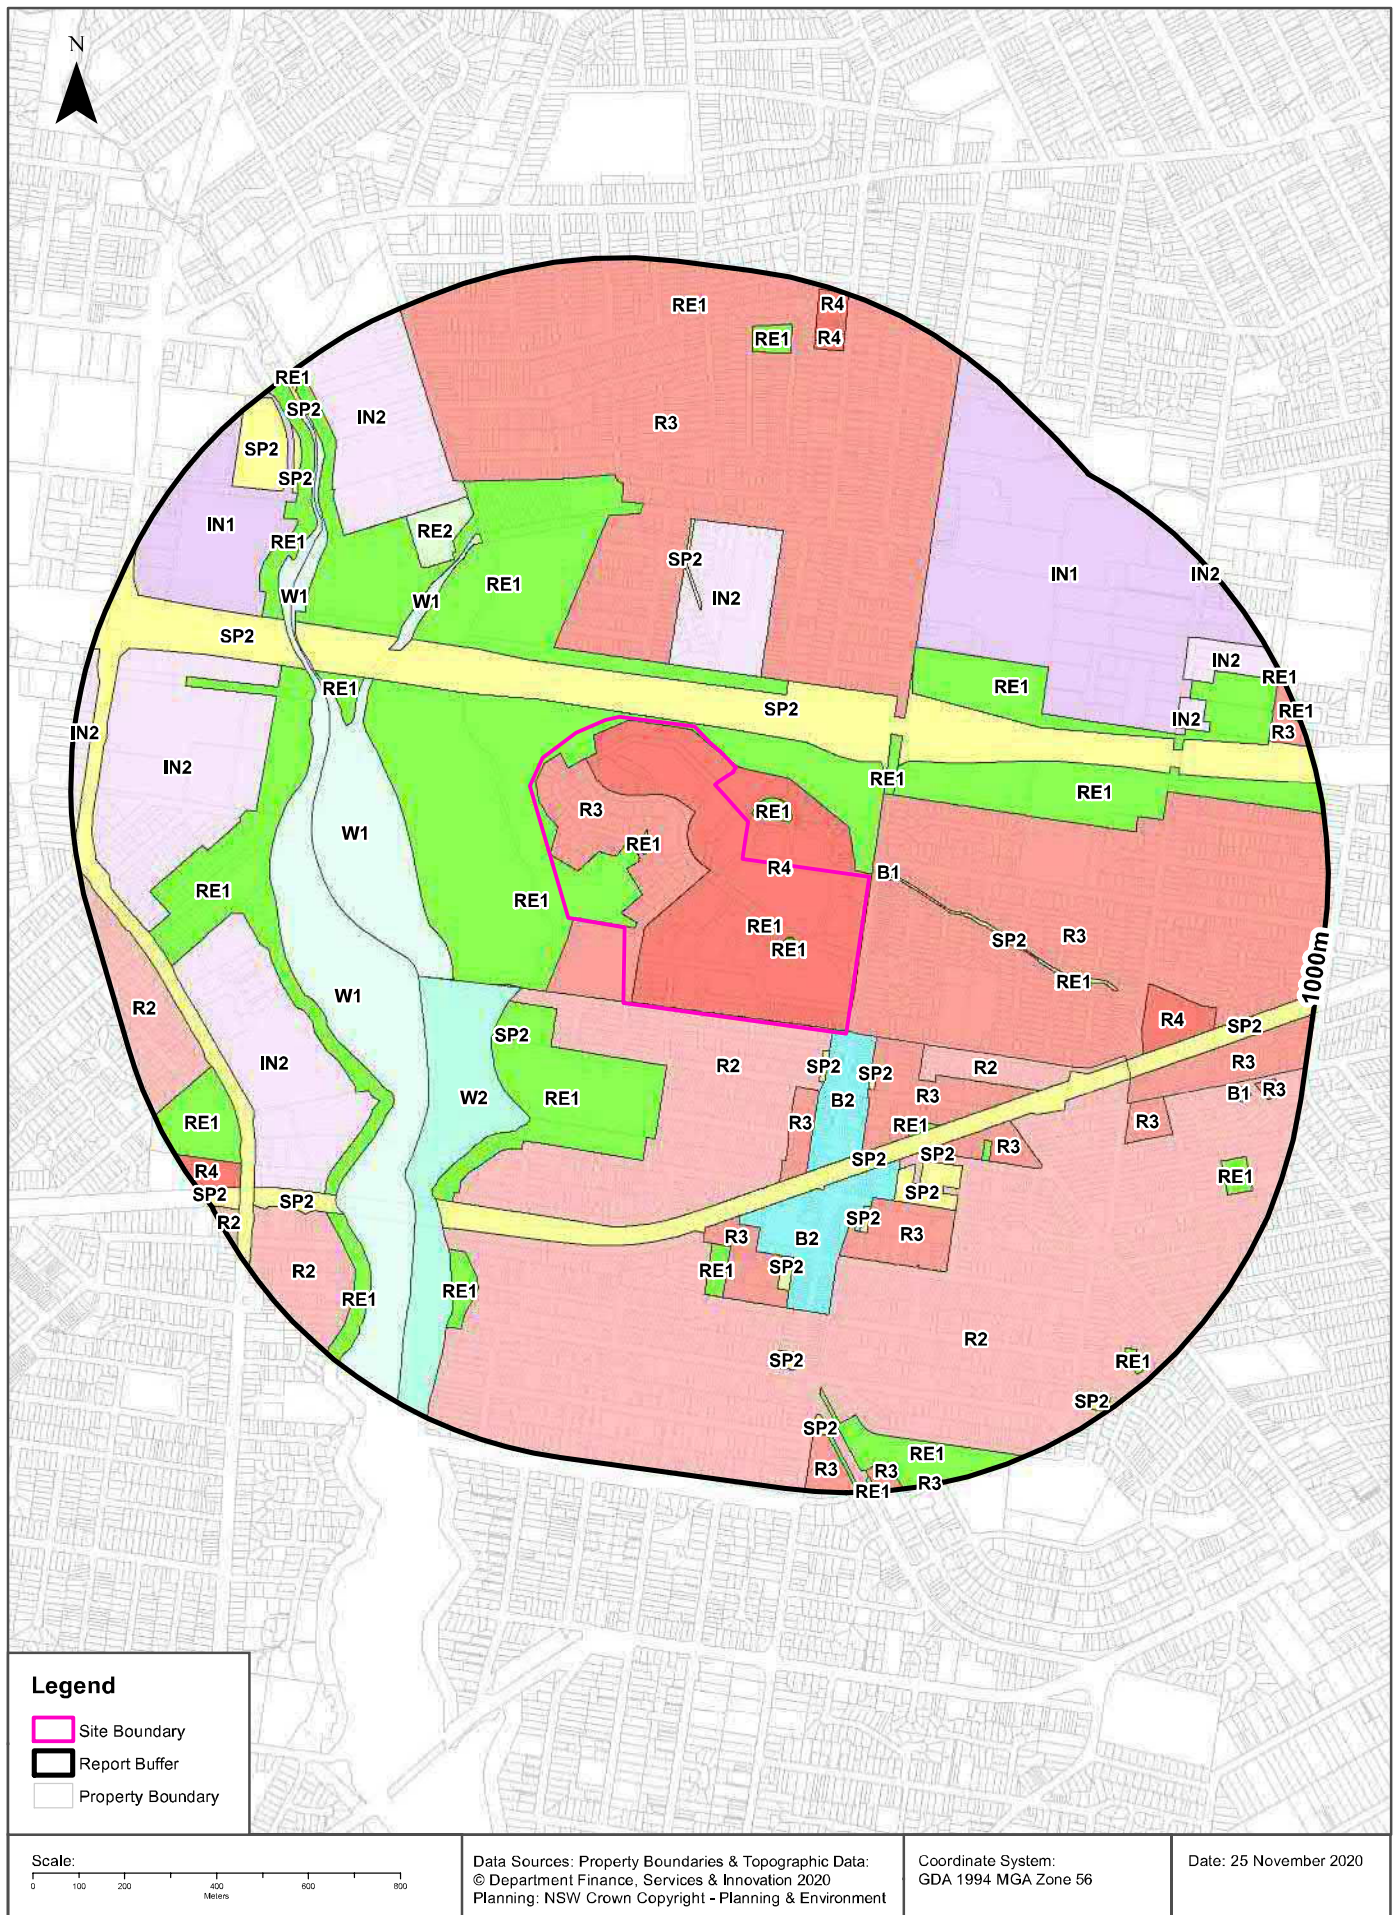 N
RE1
R4
RE1
R4
RE1
SP2
IN2
R3
SP2
SP2
IN1
RE2
RE1
SP2
RE1
IN1
IN2
W1
W1
IN2
SP2
IN2
RE1
RE1
RE1
IN2
SP2
RE1
IN2
R3
IN2
IN2
RE1
RE1
R3
RE1
W1
RE1
R4
B1
RE1
RE1
RE1
SP2
R3
RE1
1000m
RE1
W1
R2
R4
SP2
SP2
IN2
R2
SP2
SP2
R2
R3
W2
RE1
B2
R3
B1
R3
RE1
R3
RE1
R3
R3
SP2
SP2
R4
RE1
SP2
SP2
SP2
R2
SP2
R3
B2
R3
R2
RE1
SP2
RE1
RE1
R2
SP2
RE1
SP2
SP2
RE1
R3
R3
R3
RE1
Legend
Site Boundary
Report Buffer
Property Boundary
Scale:
0 100 200 400 600 800
Meters
Data Sources: Property Boundaries & Topographic Data:
© Department Finance, Services & Innovation 2020
Planning: NSW Crown Copyright - Planning & Environment
Coordinate System:
GDA 1994 MGA Zone 56
Date: 25 November 2020